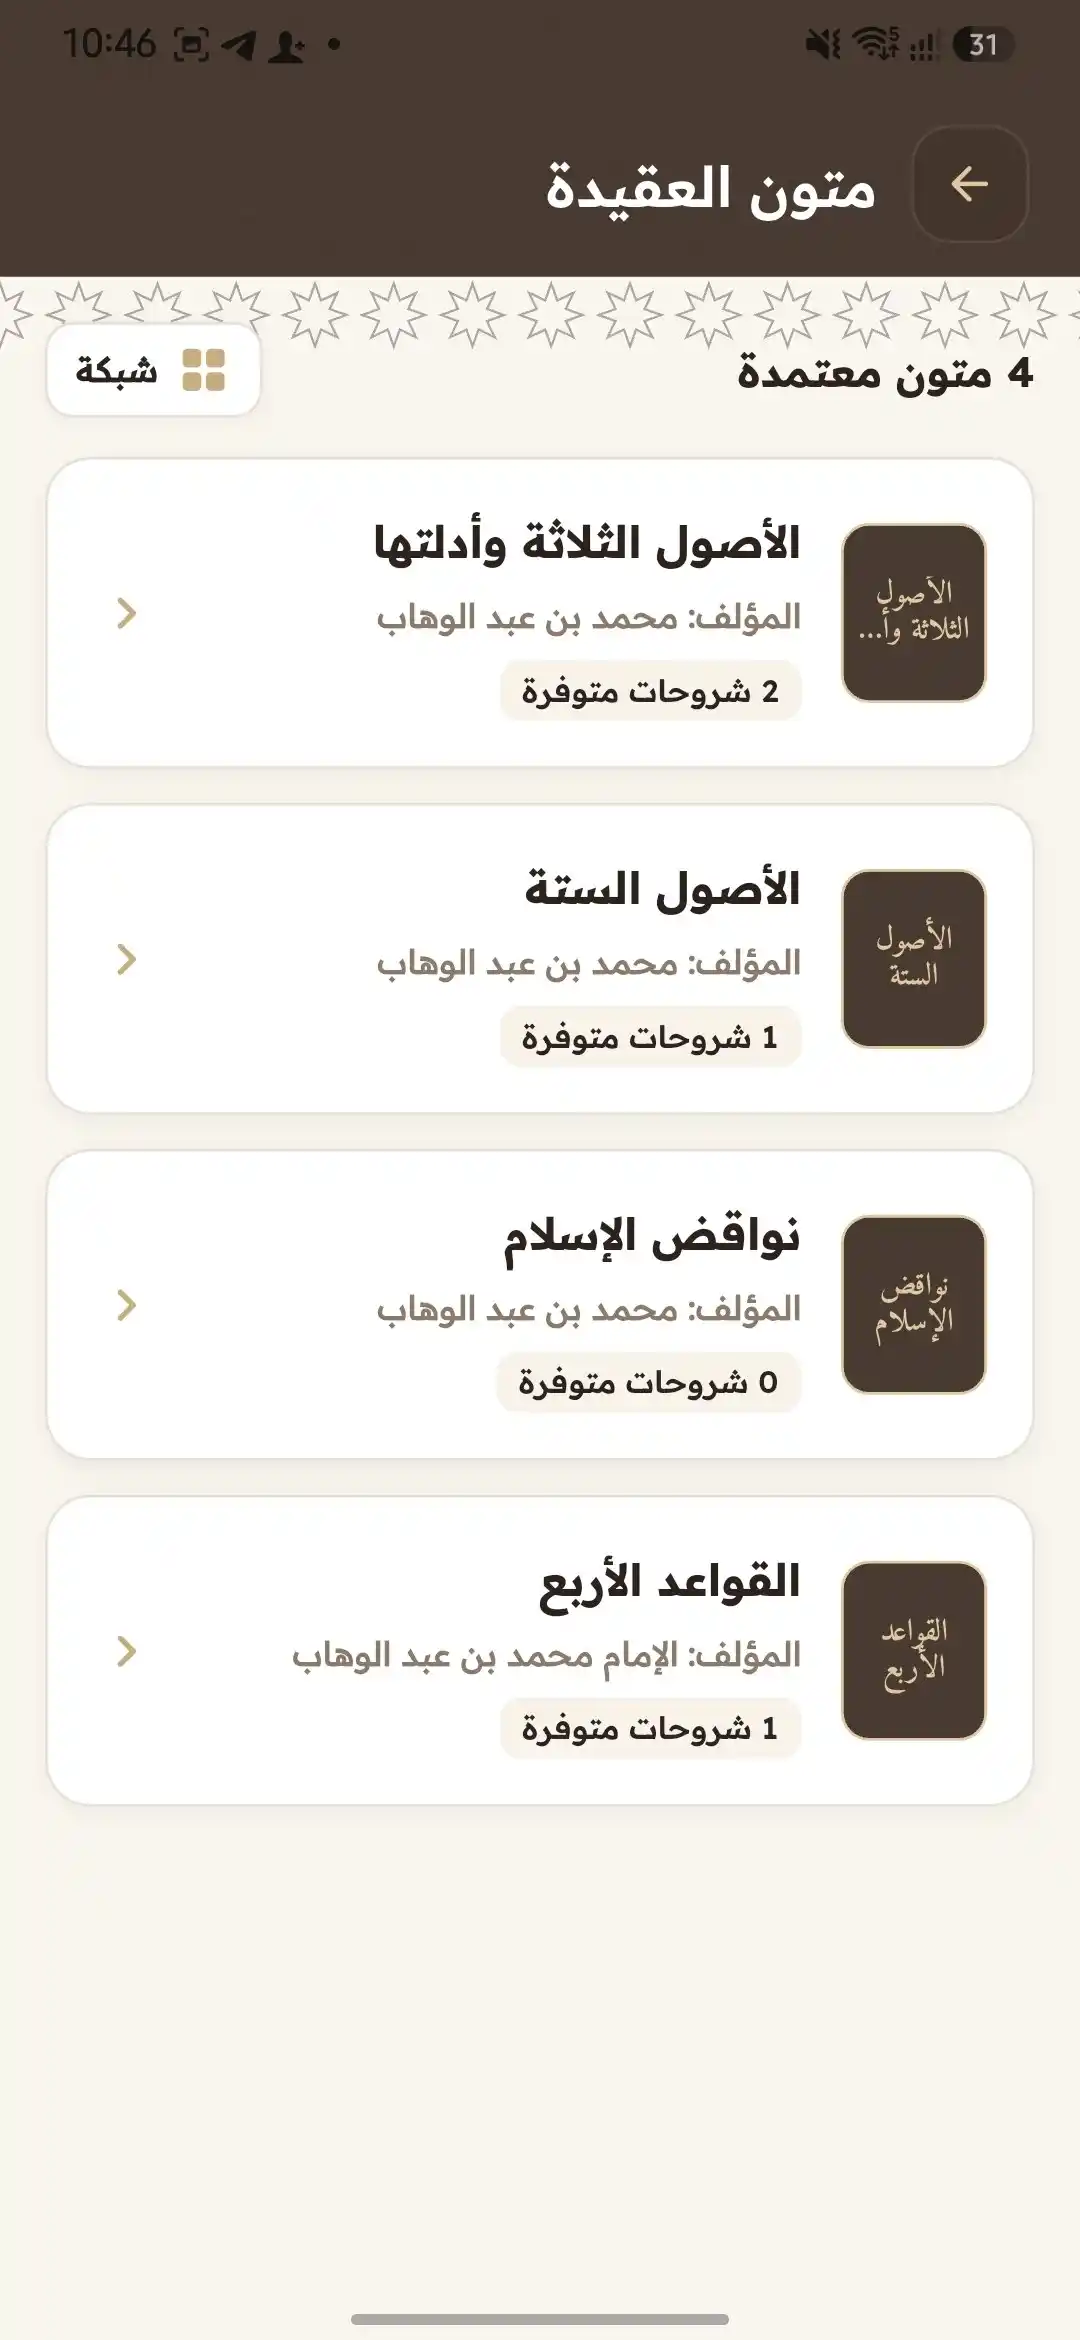 10:46
31
متون العقيدة
4 متون معتمدة
شبكة
الأصول الثلاثة وأدلتها
المؤلف: محمد بن عبد الوهاب
2 شروحات متوفرة
الأصول
الثلاثة وأ...
الأصول الستة
المؤلف: محمد بن عبد الوهاب
1 شروحات متوفرة
الأصول
الستة
نواقض الإسلام
المؤلف: محمد بن عبد الوهاب
0 شروحات متوفرة
نواقض
الإسلام
القواعد الأربع
المؤلف: الإمام محمد بن عبد الوهاب
1 شروحات متوفرة
القواعد
الأربع